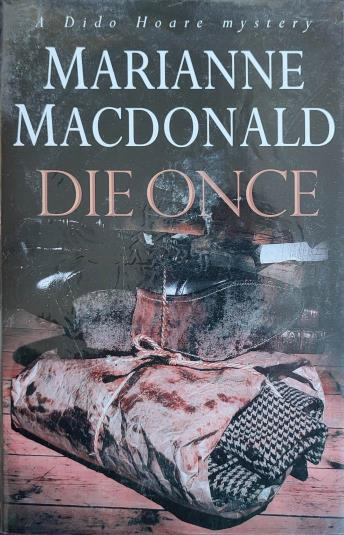 A Dido Hoare mystery
MARIANNE
MACDONALD
DIE ONCE